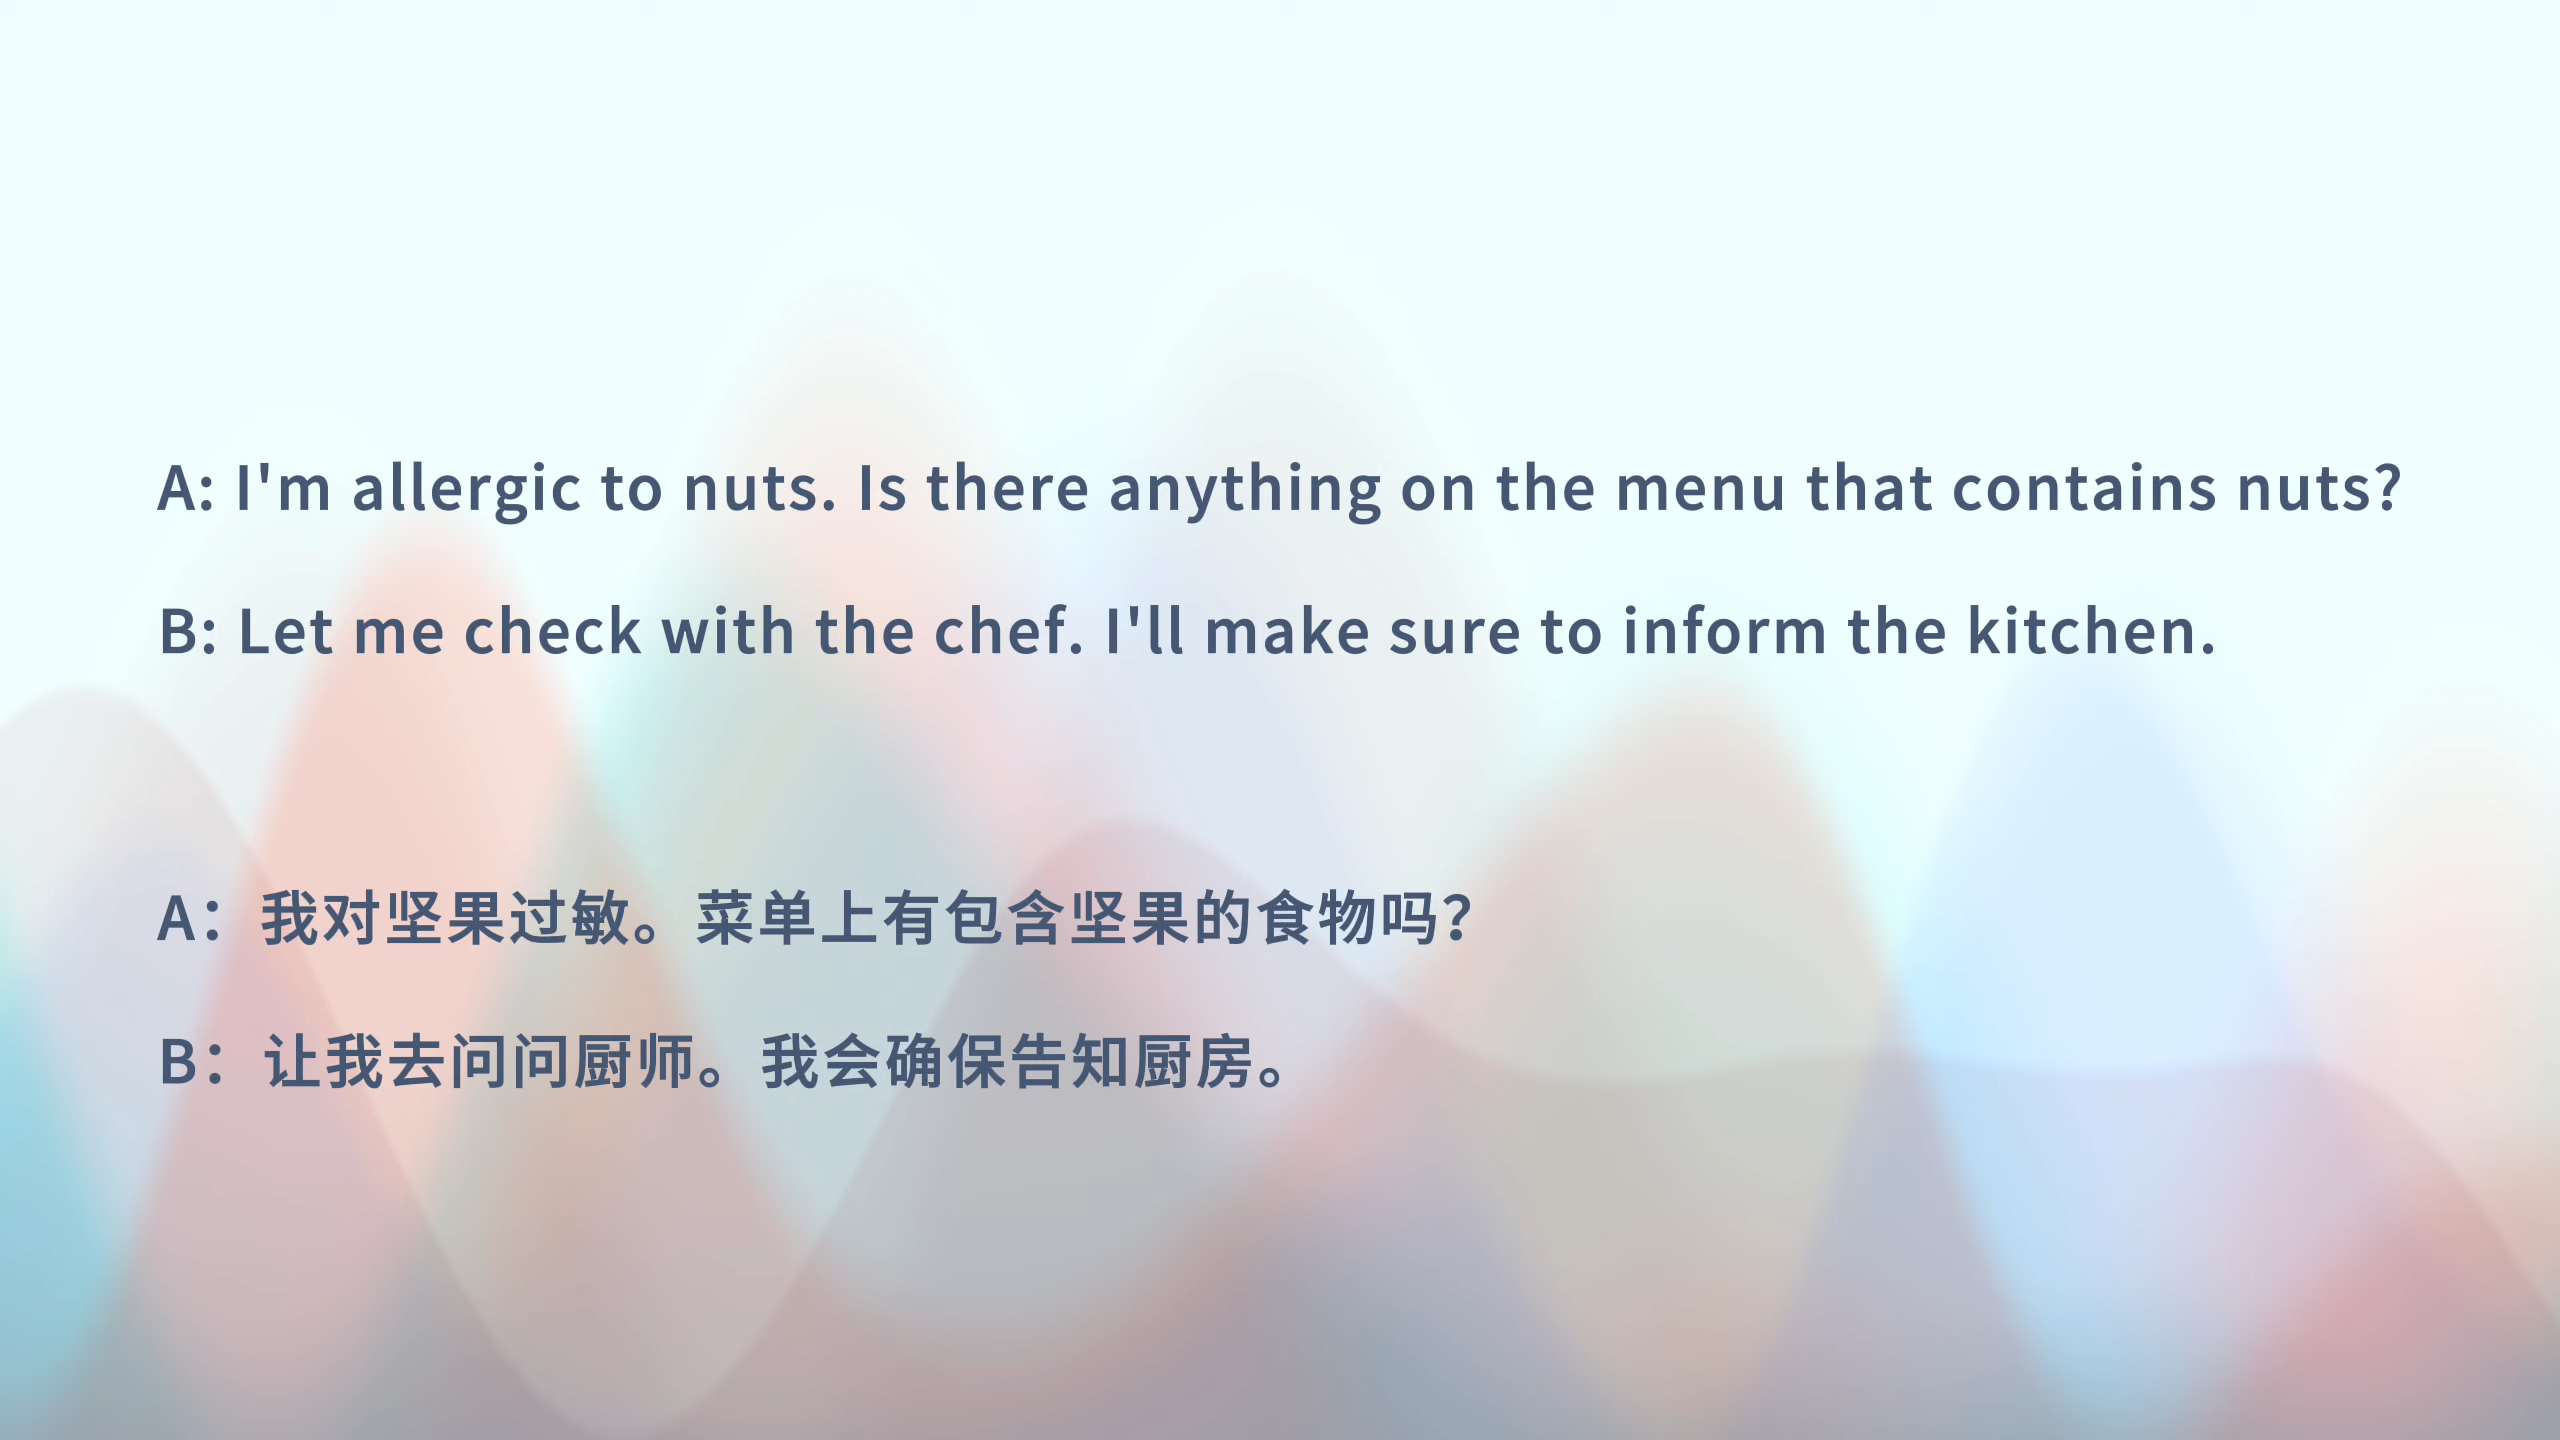 A: I'm allergic to nuts. Is there anything on the menu that contains nuts?
B: Let me check with the chef. I'll make sure to inform the kitchen.
A：我对坚果过敏。菜单上有包含坚果的食物吗？
B：让我去问问厨师。我会确保告知厨房。